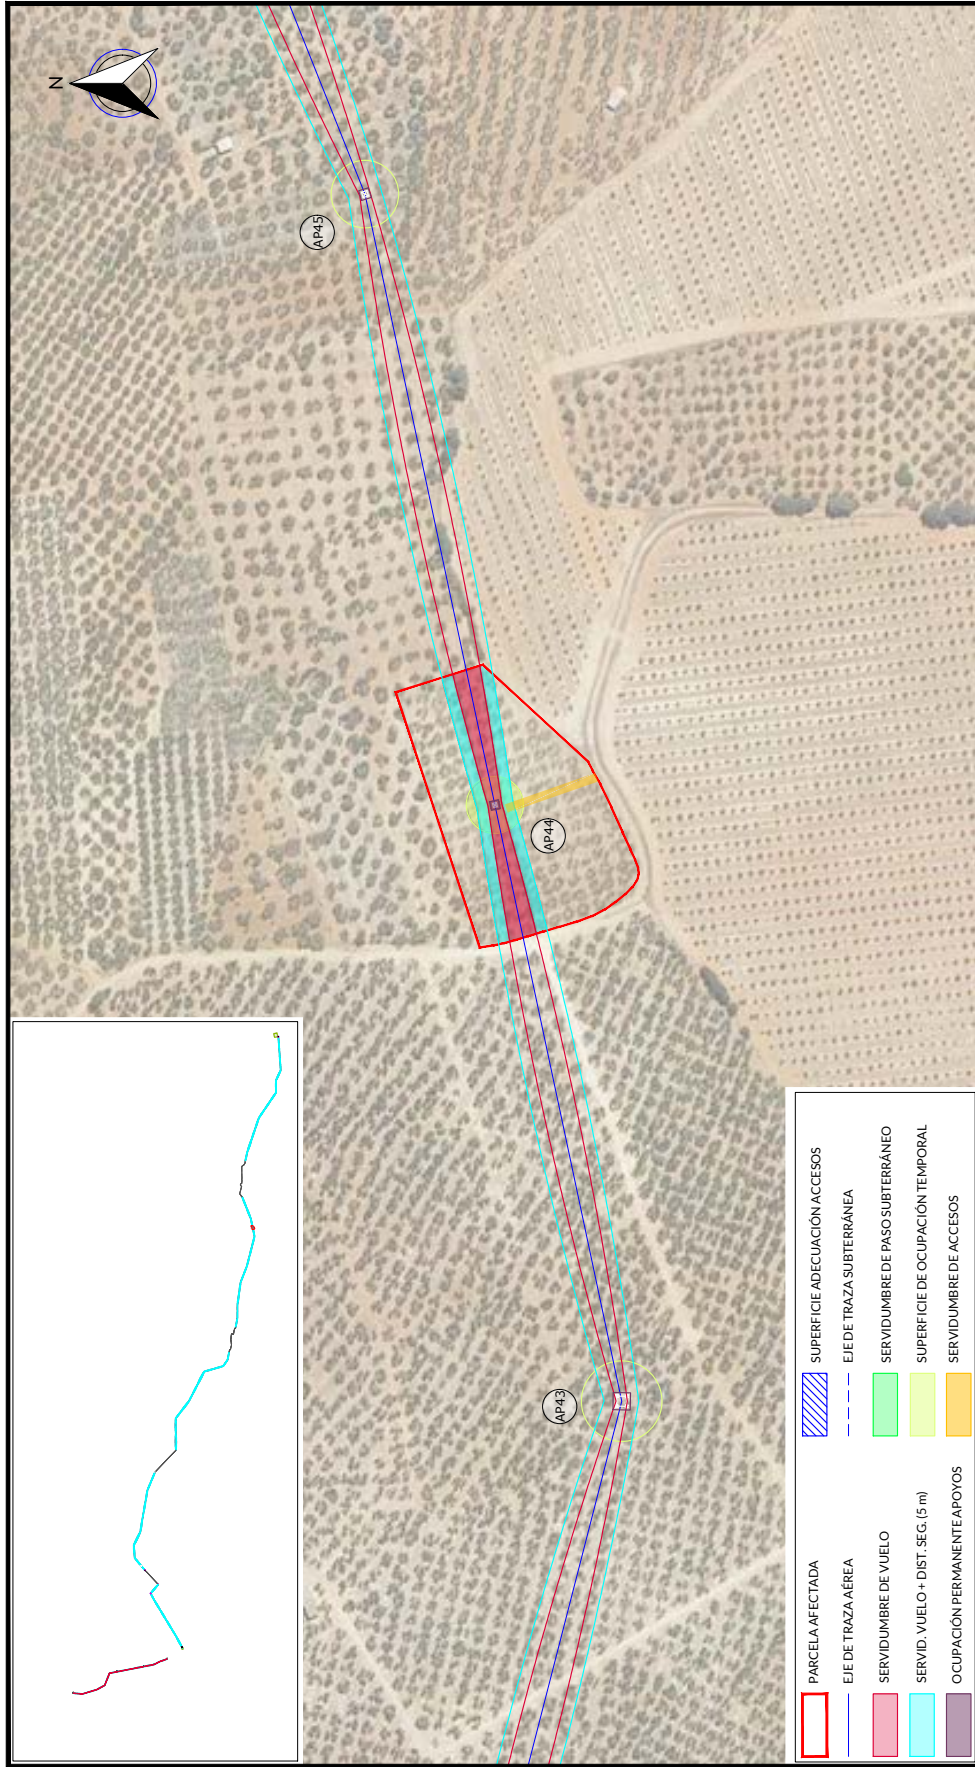 N
AP45
AP44
AP43
PARCELA AFECTADA
EJE DE TRAZA AÉREA
SERVIDUMBRE DE VUELO
SERVID. VUELO + DIST. SEG. (5 m)
OCUPACIÓN PERMANENTE APOYOS
SUPERFICIE ADECUACIÓN ACCESOS
EJE DE TRAZA SUBTERRÁNEA
SERVIDUMBRE DE PASO SUBTERRÁNEO
SUPERFICIE DE OCUPACIÓN TEMPORAL
SERVIDUMBRE DE ACCESOS